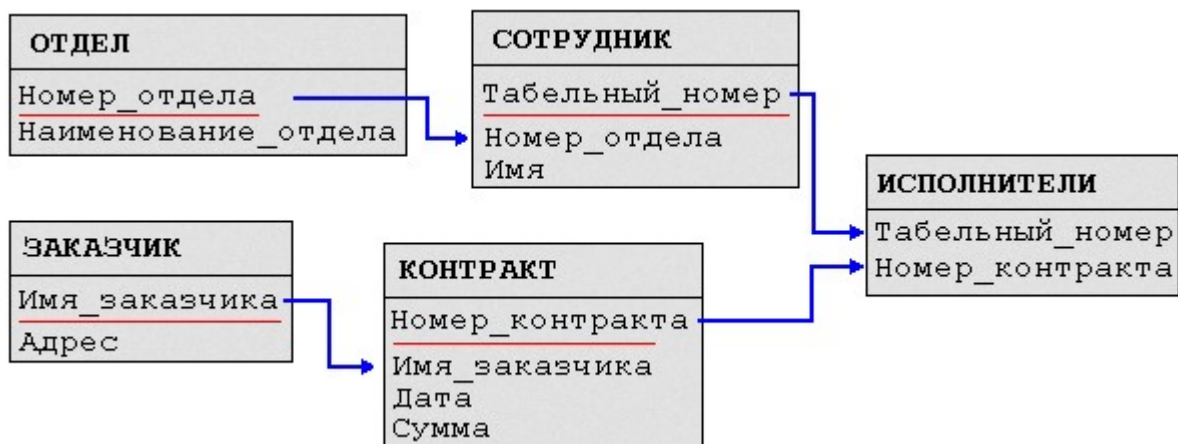 ОТДЕЛ
Номер_отдела
Наименование_отдела
СОТРУДНИК
Табельный_номер
Номер_отдела
Имя
ИСПОЛНИТЕЛИ
Табельный_номер
Номер_контракта
ЗАКАЗЧИК
Имя_заказчика
Адрес
КОНТРАКТ
Номер_контракта
Имя_заказчика
Дата
Сумма